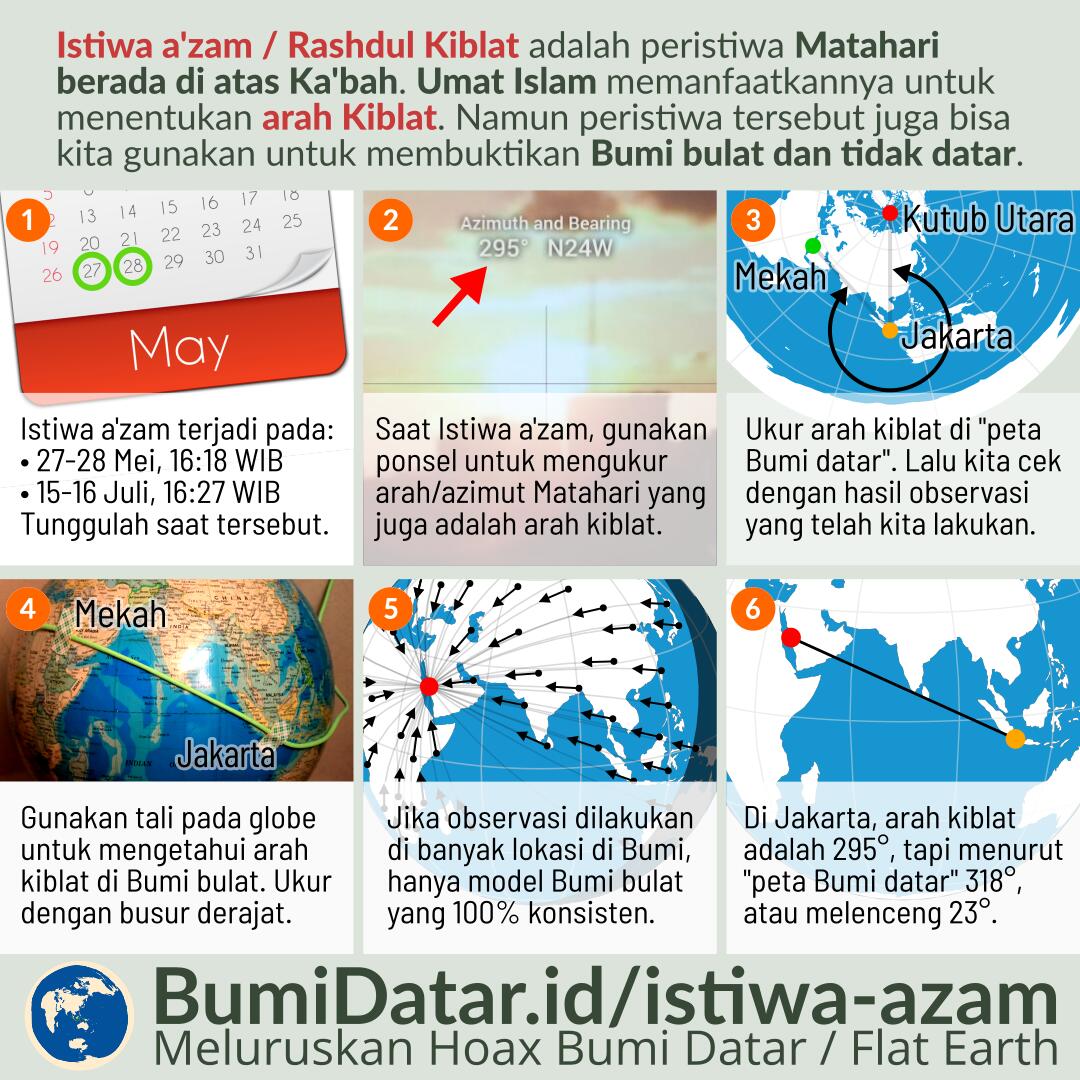 Istiwa a'zam / Rashdul Kiblat adalah peristiwa Matahari
berada di atas Ka'bah. Umat Islam memanfaatkannya untuk
menentukan arah Kiblat. Namun peristiwa tersebut juga bisa
kita gunakan untuk membuktikan Bumi bulat dan tidak datar.
1
5 6 17 18
13 14 15 16 17 18
19 20 21 22 23 24 25
26 27 28 29 30 31
May
Istiwa a'zam terjadi pada:
• 27-28 Mei, 16:18 WIB
• 15-16 Juli, 16:27 WIB
Tunggulah saat tersebut.
2
Azimuth and Bearing
295° N24W
Saat Istiwa a'zam, gunakan
ponsel untuk mengukur
arah/azimut Matahari yang
juga adalah arah kiblat.
3
Kutub Utara
Mekah
Jakarta
Ukur arah kiblat di "peta
Bumi datar". Lalu kita cek
dengan hasil observasi
yang telah kita lakukan.
4
Mekah
CHINA
INDIA
Jakarta
INDIAN
Gunakan tali pada globe
untuk mengetahui arah
kiblat di Bumi bulat. Ukur
dengan busur derajat.
5
Jika observasi dilakukan
di banyak lokasi di Bumi,
hanya model Bumi bulat
yang 100% konsisten.
6
Di Jakarta, arah kiblat
adalah 295°, tapi menurut
"peta Bumi datar" 318°,
atau melenceng 23°.
BumiDatar.id/istiwa-azam
Meluruskan Hoax Bumi Datar / Flat Earth